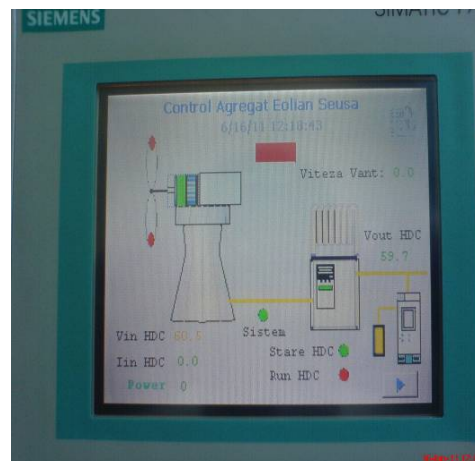 SIEMENS
Control Agregat Eolian Seusa
6/16/11 12:18:43
Viteza Vant: 0.0
Vout HDC
59.7
Sistem
Vin HDC 60.5
Stare HDC
Iin HDC 0.0
Run HDC
Power 0